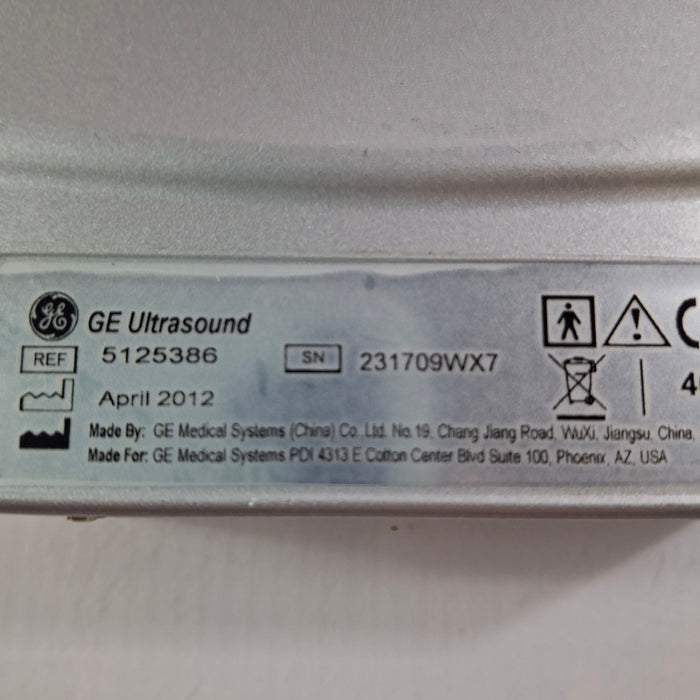 GE GE Ultrasound
REF 5125386 SN 231709WX7
April 2012
Made By: GE Medical Systems (China) Co. Ltd. No. 19, Chang Jiang Road, WuXi, Jiangsu, China,
Made For: GE Medical Systems PDI 4313 E Cotton Center Blvd Suite 100, Phoenix, AZ, USA